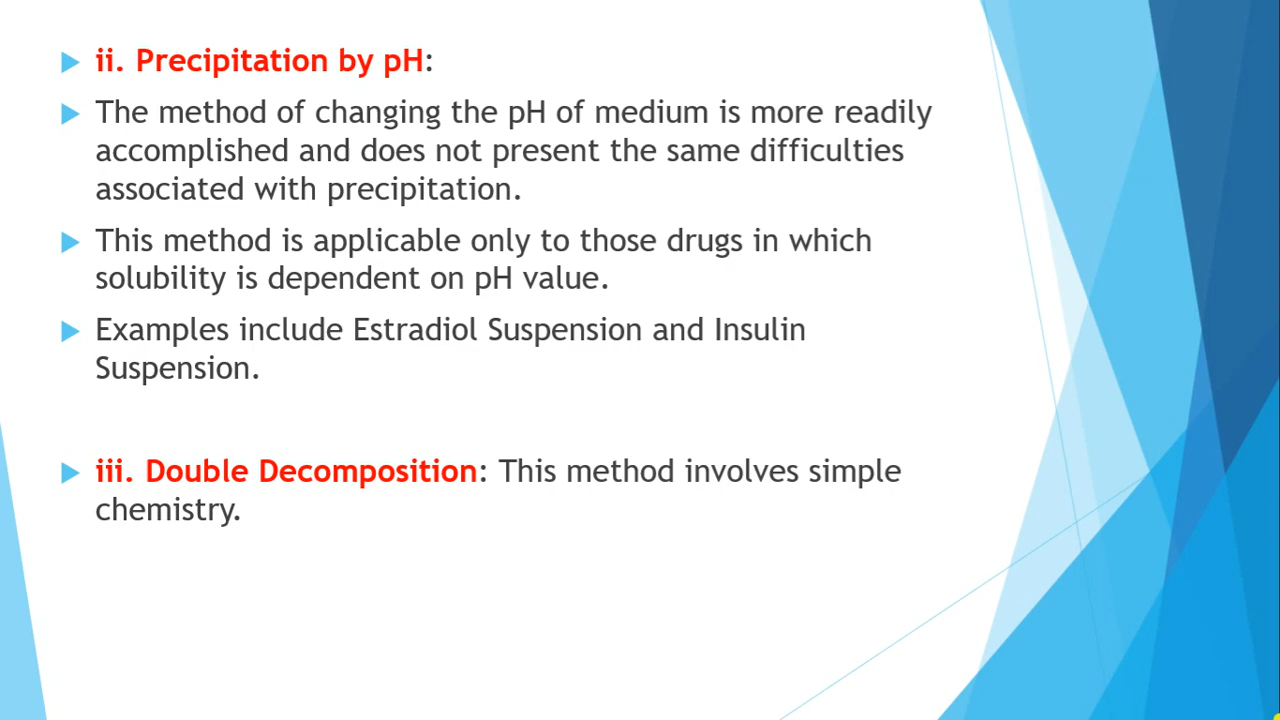 ii. Precipitation by pH:
The method of changing the pH of medium is more readily
accomplished and does not present the same difficulties
associated with precipitation.
This method is applicable only to those drugs in which
solubility is dependent on pH value.
Examples include Estradiol Suspension and Insulin
Suspension.
iii. Double Decomposition: This method involves simple
chemistry.